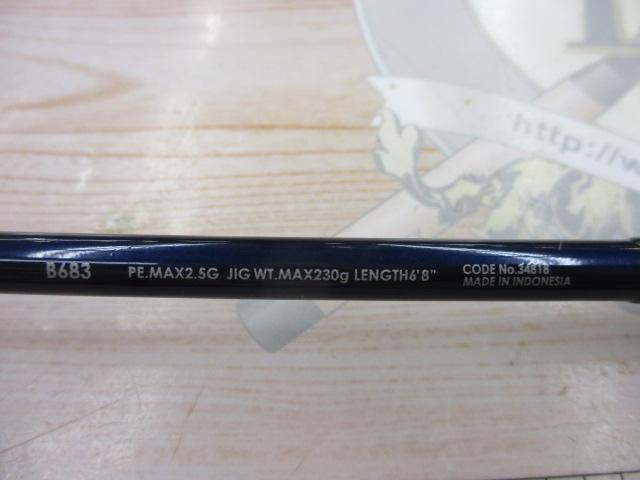 http://w
B683 PE.MAX2.5G JIG WT.MAX230g LENGTH6'8" CODE No.34818
MADE IN INDONESIA